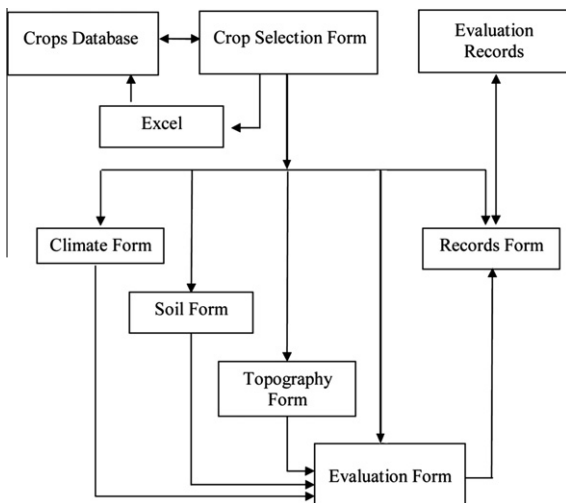 Crops Database
Crop Selection Form
Evaluation
Records
Excel
Climate Form
Records Form
Soil Form
Topography
Form
Evaluation Form